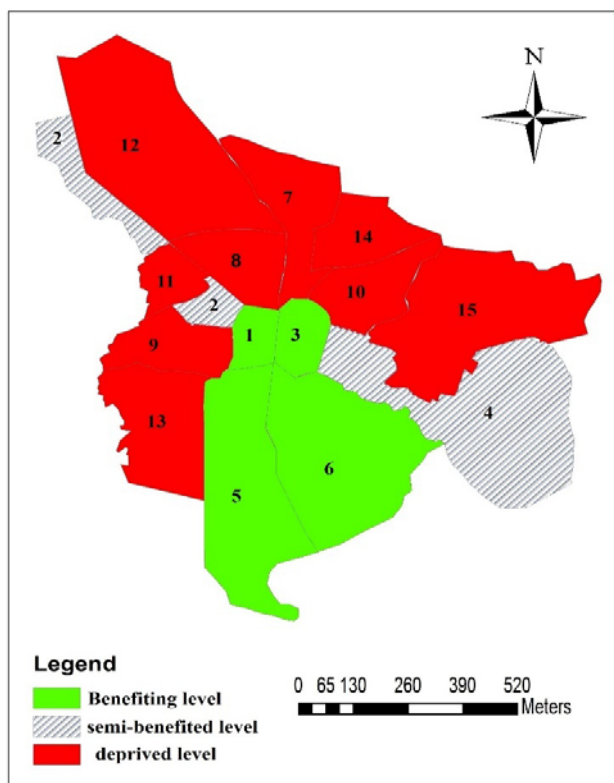 N
2
12
7
14
8
11
10
2
15
1
3
9
4
13
6
5
Legend
Benefiting level
semi-benefited level
deprived level
0 65 130 260 390 520
Meters